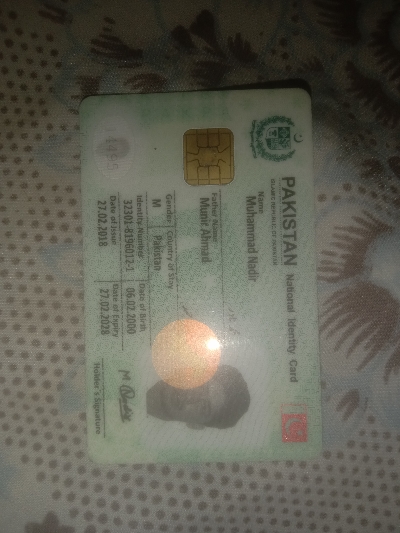 PAKISTAN National Identity Card
ISLAMIC REPUBLIC OF PAKISTAN
Name
Muhammad Nadir
Father Name
Munir Ahmad
Gender Country of Stay
M Pakistan
Identity Number Date of Birth
32301-8196012-1 06.02.2000
Date of Issue Date of Expiry
27.02.2018 27.02.2028
Holder's Signature